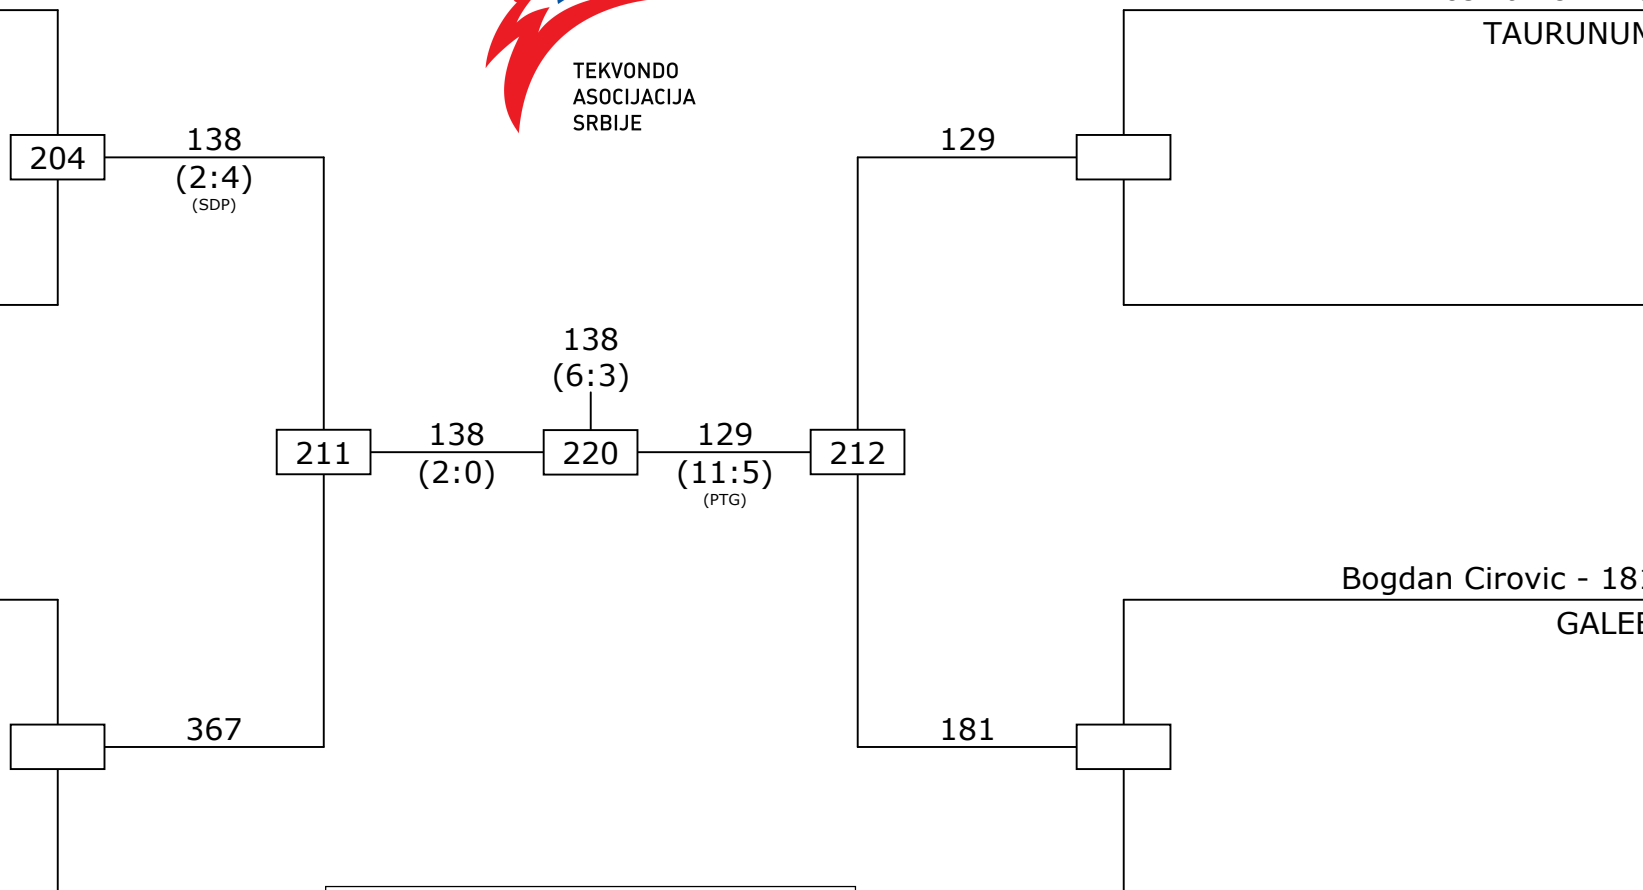 TAURUNUM
TEKVONDO
ASOCIJACIJA
SRBIJE
204
138
(2:4)
(SDP)
129
138
(6:3)
211
138
(2:0)
220
129
(11:5)
(PTG)
212
Bogdan Cirovic - 181
GALEB
367
181